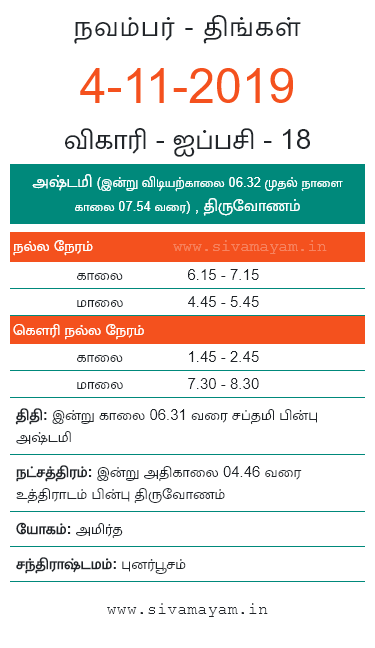 நவம்பர் - திங்கள்
4-11-2019
விகாரி - ஐப்பசி - 18
அஷ்டமி (இன்று விடியற்காலை 06.32 முதல் நாளை
காலை 07.54 வரை) , திருவோணம்
நல்ல நேரம் www.sivamayam.in
காலை 6.15 - 7.15
மாலை 4.45 - 5.45
கௌரி நல்ல நேரம்
காலை 1.45 - 2.45
மாலை 7.30 - 8.30
திதி: இன்று காலை 06.31 வரை சப்தமி பின்பு
அஷ்டமி
நட்சத்திரம்: இன்று அதிகாலை 04.46 வரை
உத்திராடம் பின்பு திருவோணம்
யோகம்: அமிர்த
சந்திராஷ்டமம்: புனர்பூசம்
www.sivamayam.in